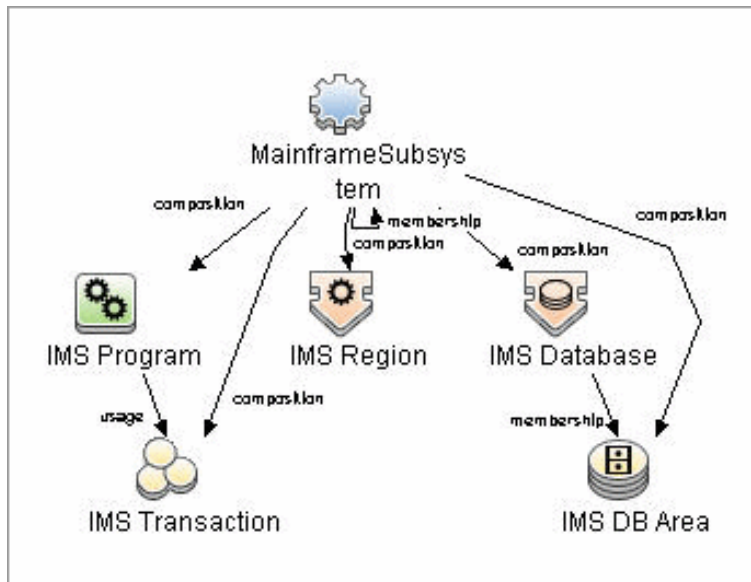 MainframeSubsys
tem
composition
membership
composition
composition
composition
IMS Program
IMS Region
IMS Database
usage
composition
membership
IMS Transaction
IMS DB Area